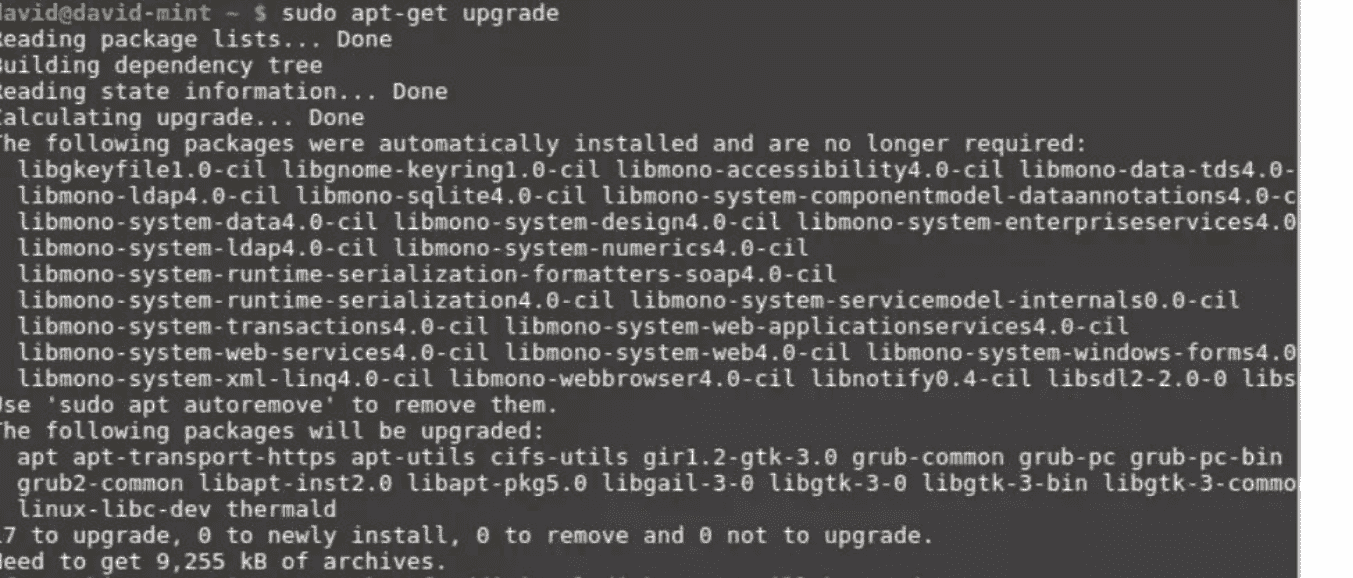 david@david-mint ~ $ sudo apt-get upgrade
Reading package lists... Done
Building dependency tree
Reading state information... Done
Calculating upgrade... Done
The following packages were automatically installed and are no longer required:
libgkeyfile1.0-cil libgnome-keyring1.0-cil libmono-accessibility4.0-cil libmono-data-tds4.0-
libmono-ldap4.0-cil libmono-sqlite4.0-cil libmono-system-componentmodel-dataannotations4.0-c
libmono-system-data4.0-cil libmono-system-design4.0-cil libmono-system-enterpriseservices4.0
libmono-system-ldap4.0-cil libmono-system-numerics4.0-cil
libmono-system-runtime-serialization-formatters-soap4.0-cil
libmono-system-runtime-serialization4.0-cil libmono-system-servicemodel-internals0.0-cil
libmono-system-transactions4.0-cil libmono-system-web-applicationservices4.0-cil
libmono-system-web-services4.0-cil libmono-system-web4.0-cil libmono-system-windows-forms4.0
libmono-system-xml-linq4.0-cil libmono-webbrowser4.0-cil libnotify0.4-cil libsdl2-2.0-0 libs
Use 'sudo apt autoremove' to remove them.
The following packages will be upgraded:
apt apt-transport-https apt-utils cifs-utils gir1.2-gtk-3.0 grub-common grub-pc grub-pc-bin
grub2-common libapt-inst2.0 libapt-pkg5.0 libgail-3-0 libgtk-3-0 libgtk-3-bin libgtk-3-commo
linux-libc-dev thermald
17 to upgrade, 0 to newly install, 0 to remove and 0 not to upgrade.
Need to get 9,255 kB of archives.